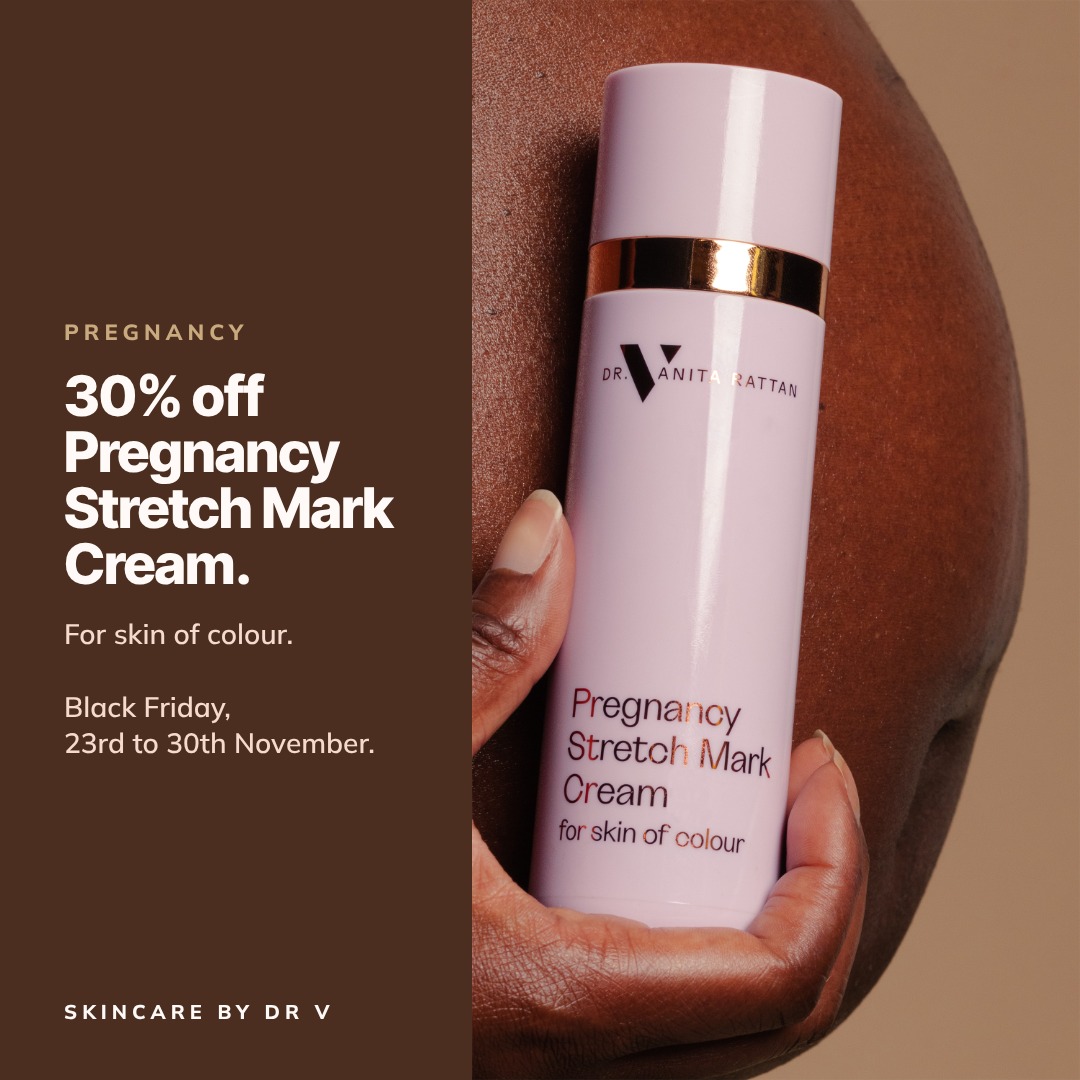 PREGNANCY
30% off
Pregnancy
Stretch Mark
Cream.
For skin of colour.
Black Friday,
23rd to 30th November.
SKINCARE BY DR V
DR. VANITA RATTAN
Pregnancy
Stretch Mark
Cream
for skin of colour